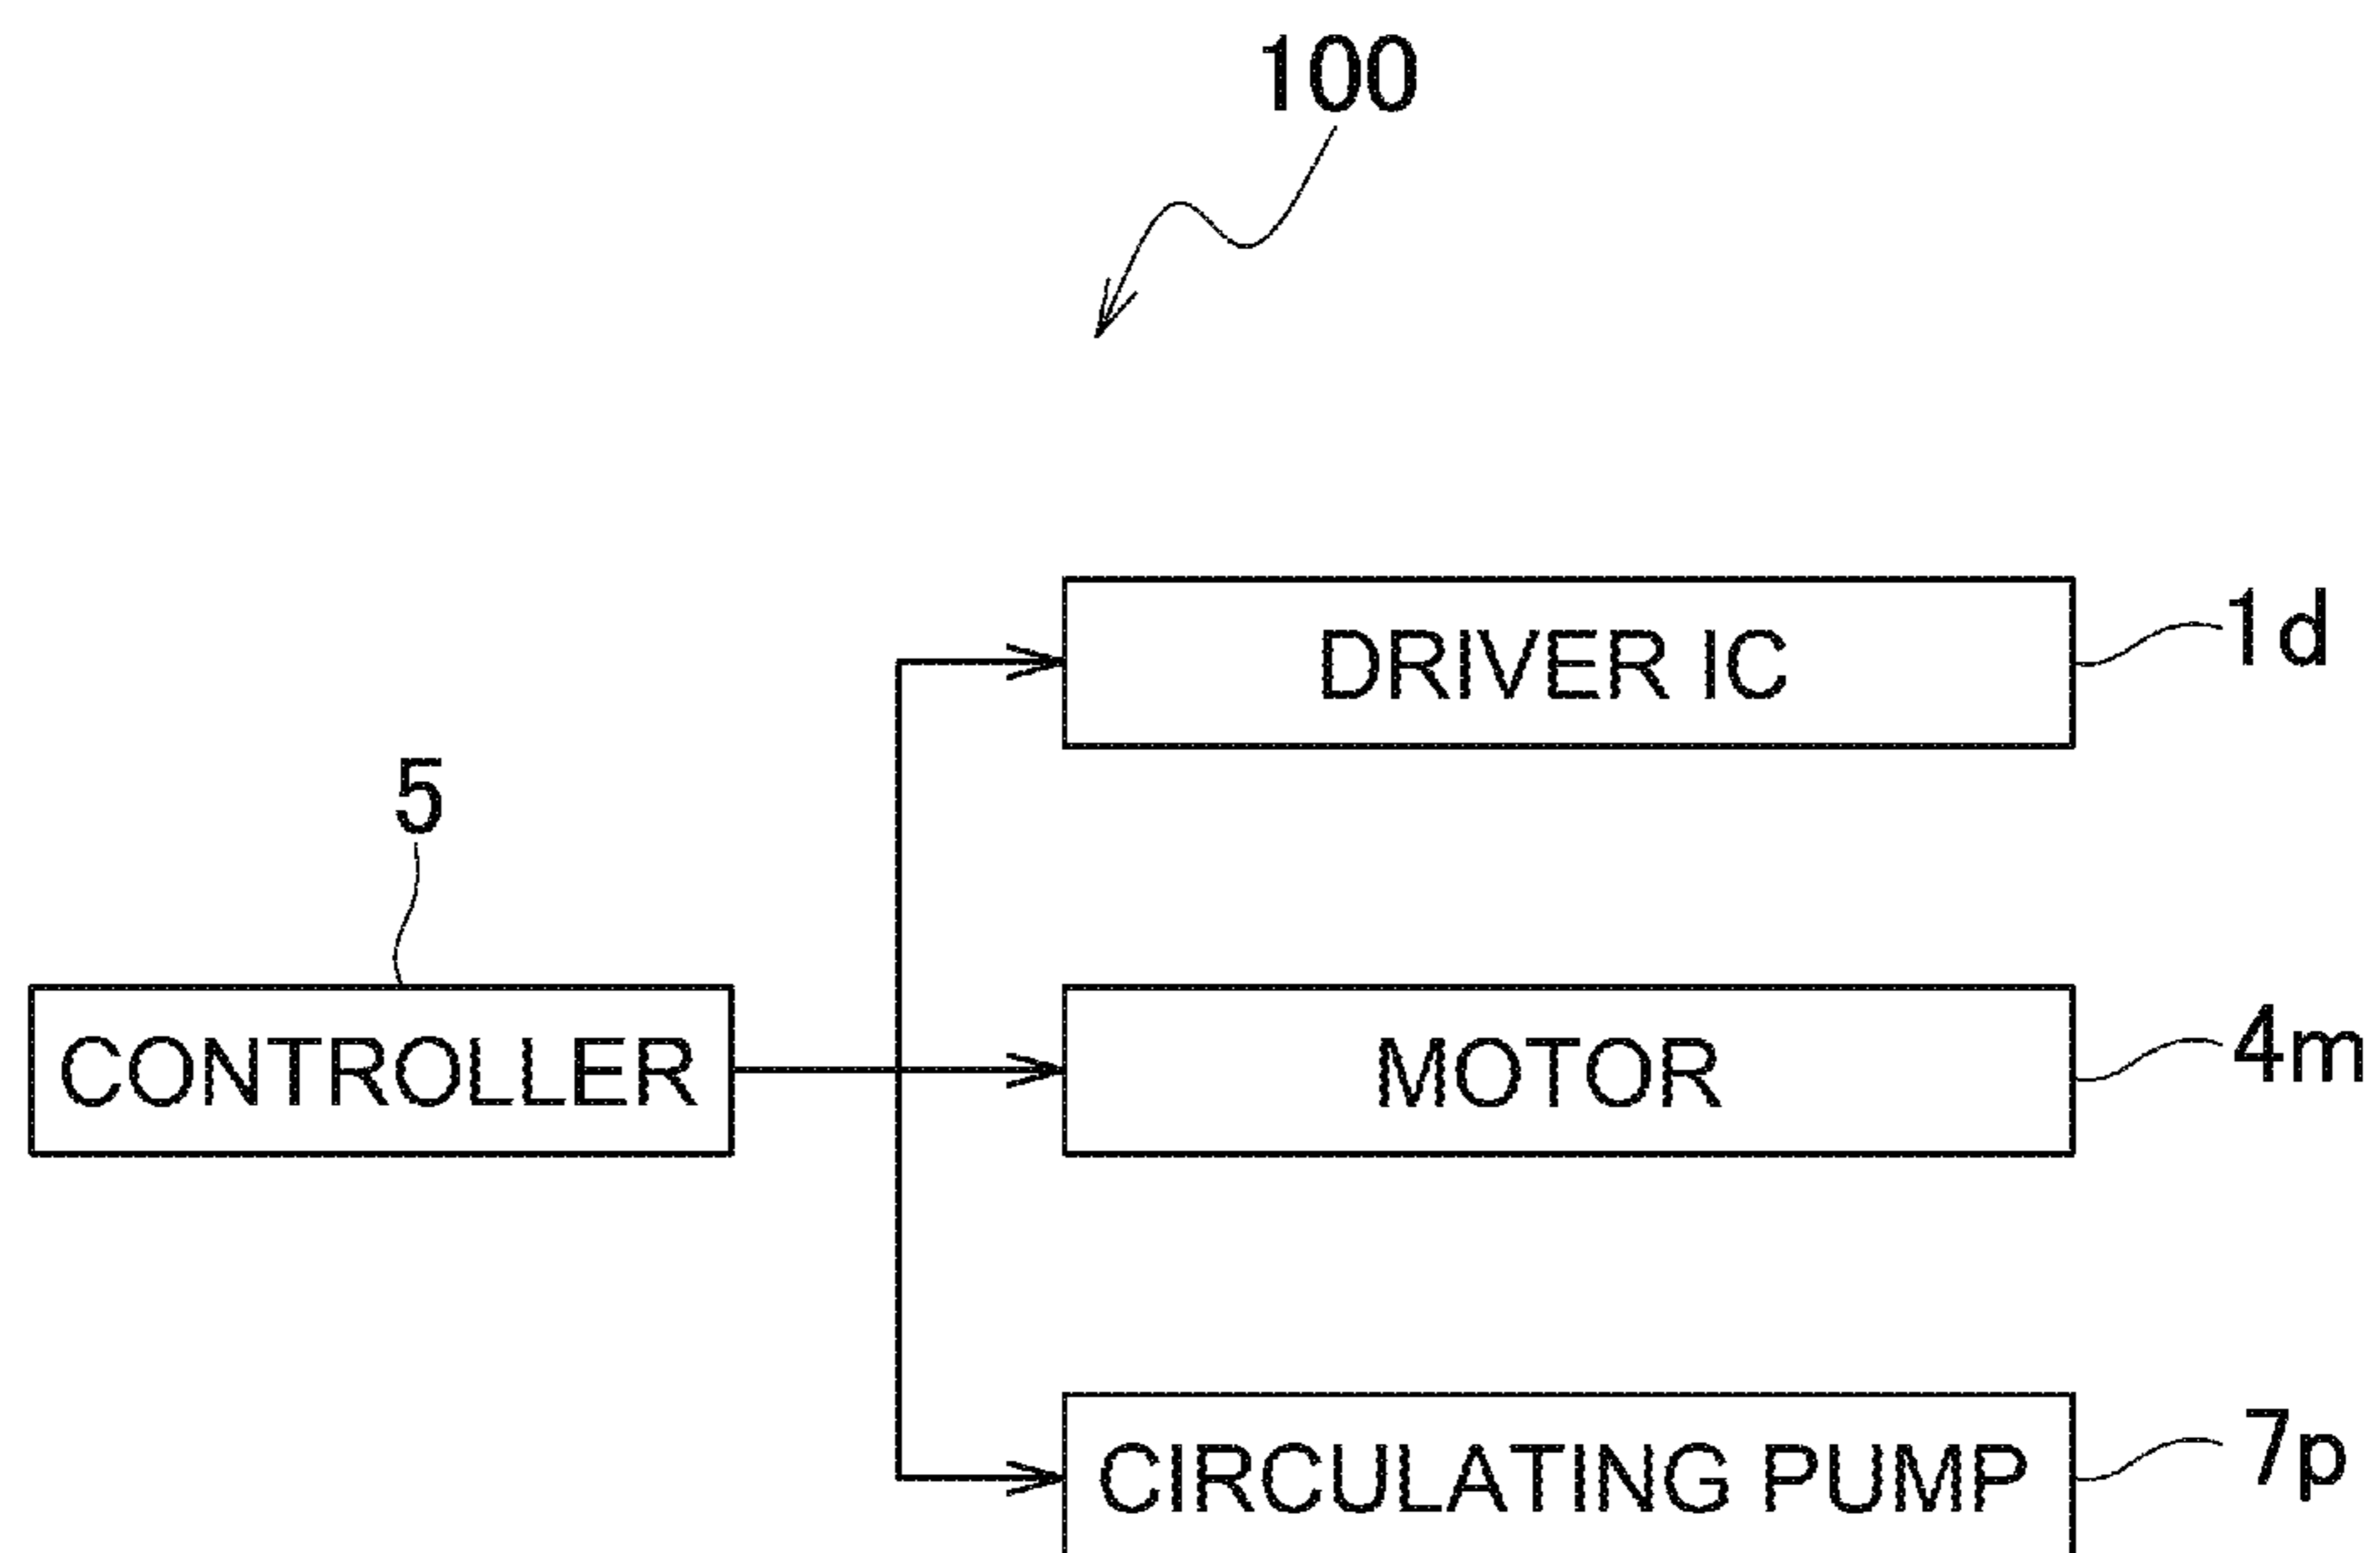 100
DRIVER IC
1d
5
CONTROLLER
MOTOR
4m
CIRCULATING PUMP
7p